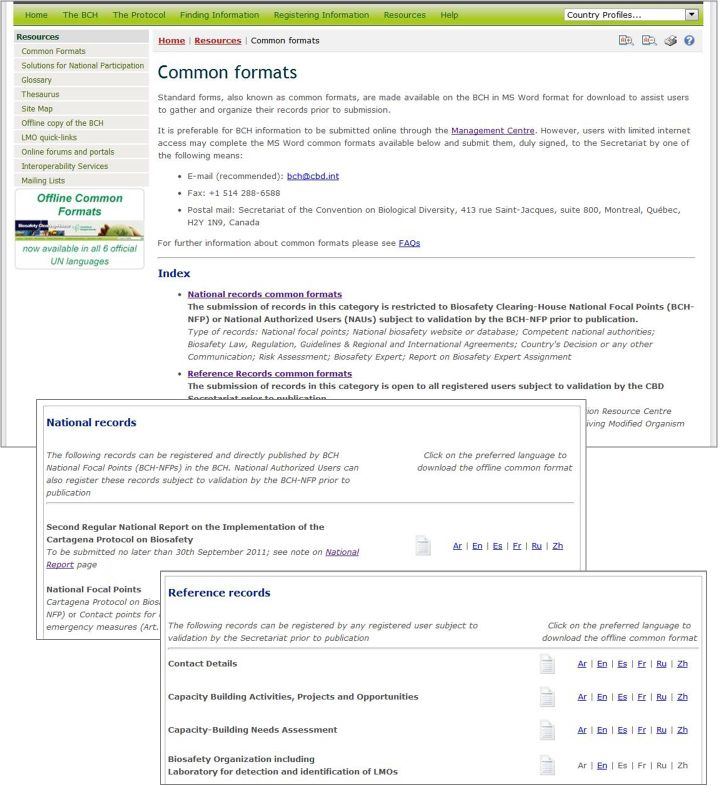 Home The BCH The Protocol Finding Information Registering Information Resources Help Country Profiles...
Resources
Common Formats
Solutions for National Participation
Glossary
Thesaurus
Site Map
Offline copy of the BCH
LMO quick-links
Online forums and portals
Interoperability Services
Mailing Lists
Offline Common
Formats
now available in all 6 official
UN languages
Home | Resources | Common formats
Common formats
Standard forms, also known as common formats, are made available on the BCH in MS Word format for download to assist users
to gather and organize their records prior to submission.
It is preferable for BCH information to be submitted online through the Management Centre. However, users with limited internet
access may complete the MS Word common formats available below and submit them, duly signed, to the Secretariat by one of
the following means:
• E-mail (recommended): bch@cbd.int
• Fax: +1 514 288-6588
• Postal mail: Secretariat of the Convention on Biological Diversity, 413 rue Saint-Jacques, suite 800, Montreal, Québec,
H2Y 1N9, Canada
For further information about common formats please see FAQs
Index
• National records common formats
The submission of records in this category is restricted to Biosafety Clearing-House National Focal Points (BCH-
NFP) or National Authorized Users (NAUs) subject to validation by the BCH-NFP prior to publication.
Type of records: National focal points; National biosafety website or database; Competent national authorities;
Biosafety Law, Regulation, Guidelines & Regional and International Agreements; Country's Decision or any other
Communication; Risk Assessment; Biosafety Expert; Report on Biosafety Expert Assignment
• Reference Records common formats
The submission of records in this category is open to all registered users subject to validation by the CBD
Secretariat prior to publication
ion Resource Centre
iving Modified Organism
National records
The following records can be registered and directly published by BCH
National Focal Points (BCH-NFPs) in the BCH. National Authorized Users can
also register these records subject to validation by the BCH-NFP prior to
publication
Click on the preferred language to
download the offline common format
Second Regular National Report on the Implementation of the
Cartagena Protocol on Biosafety
To be submitted no later than 30th September 2011; see note on National
Report page
Ar | En | Es | Fr | Ru | Zh
National Focal Points
Cartagena Protocol on Bios
NFP) or Contact points for
emergency measures (Art.
Reference records
The following records can be registered by any registered user subject to
validation by the Secretariat prior to publication
Click on the preferred language to
download the offline common format
Contact Details Ar | En | Es | Fr | Ru | Zh
Capacity Building Activities, Projects and Opportunities Ar | En | Es | Fr | Ru | Zh
Capacity-Building Needs Assessment Ar | En | Es | Fr | Ru | Zh
Biosafety Organization including
Laboratory for detection and identification of LMOs
Ar | En | Es | Fr | Ru | Zh